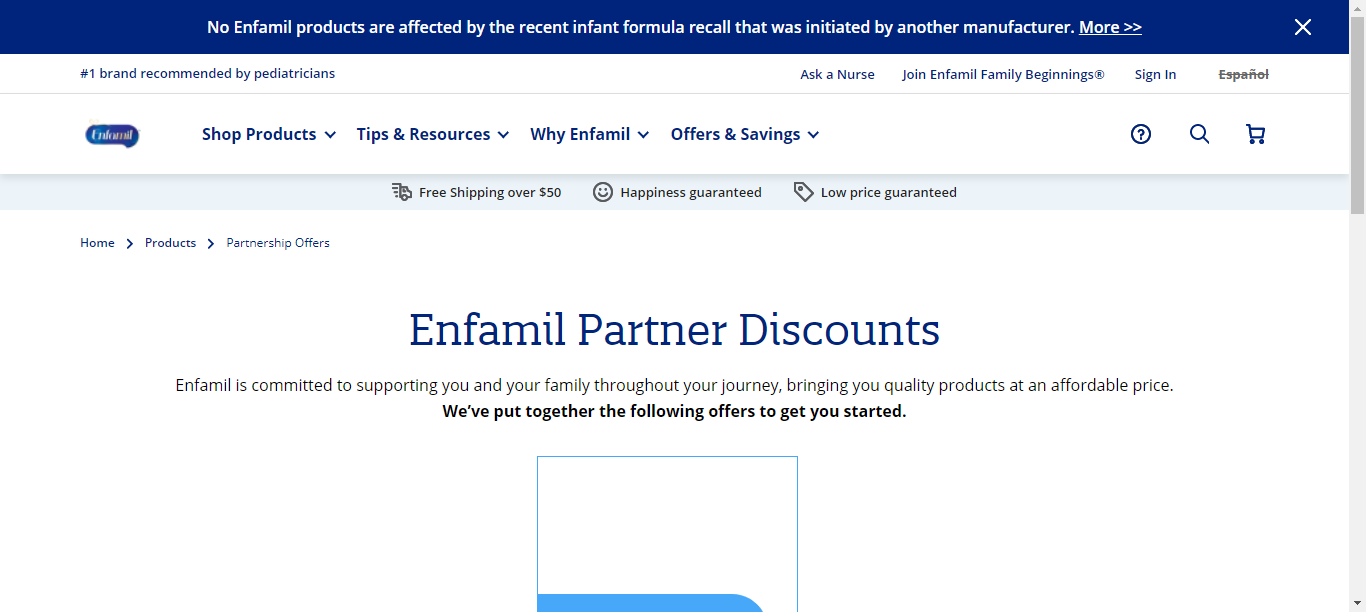 No Enfamil products are affected by the recent infant formula recall that was initiated by another manufacturer. More >>
#1 brand recommended by pediatricians
Ask a Nurse
Join Enfamil Family Beginnings®
Sign In
Español
Enfamil
Shop Products
Tips & Resources
Why Enfamil
Offers & Savings
Free Shipping over $50
Happiness guaranteed
Low price guaranteed
Home
Products
Partnership Offers
Enfamil Partner Discounts
Enfamil is committed to supporting you and your family throughout your journey, bringing you quality products at an affordable price.
We’ve put together the following offers to get you started.